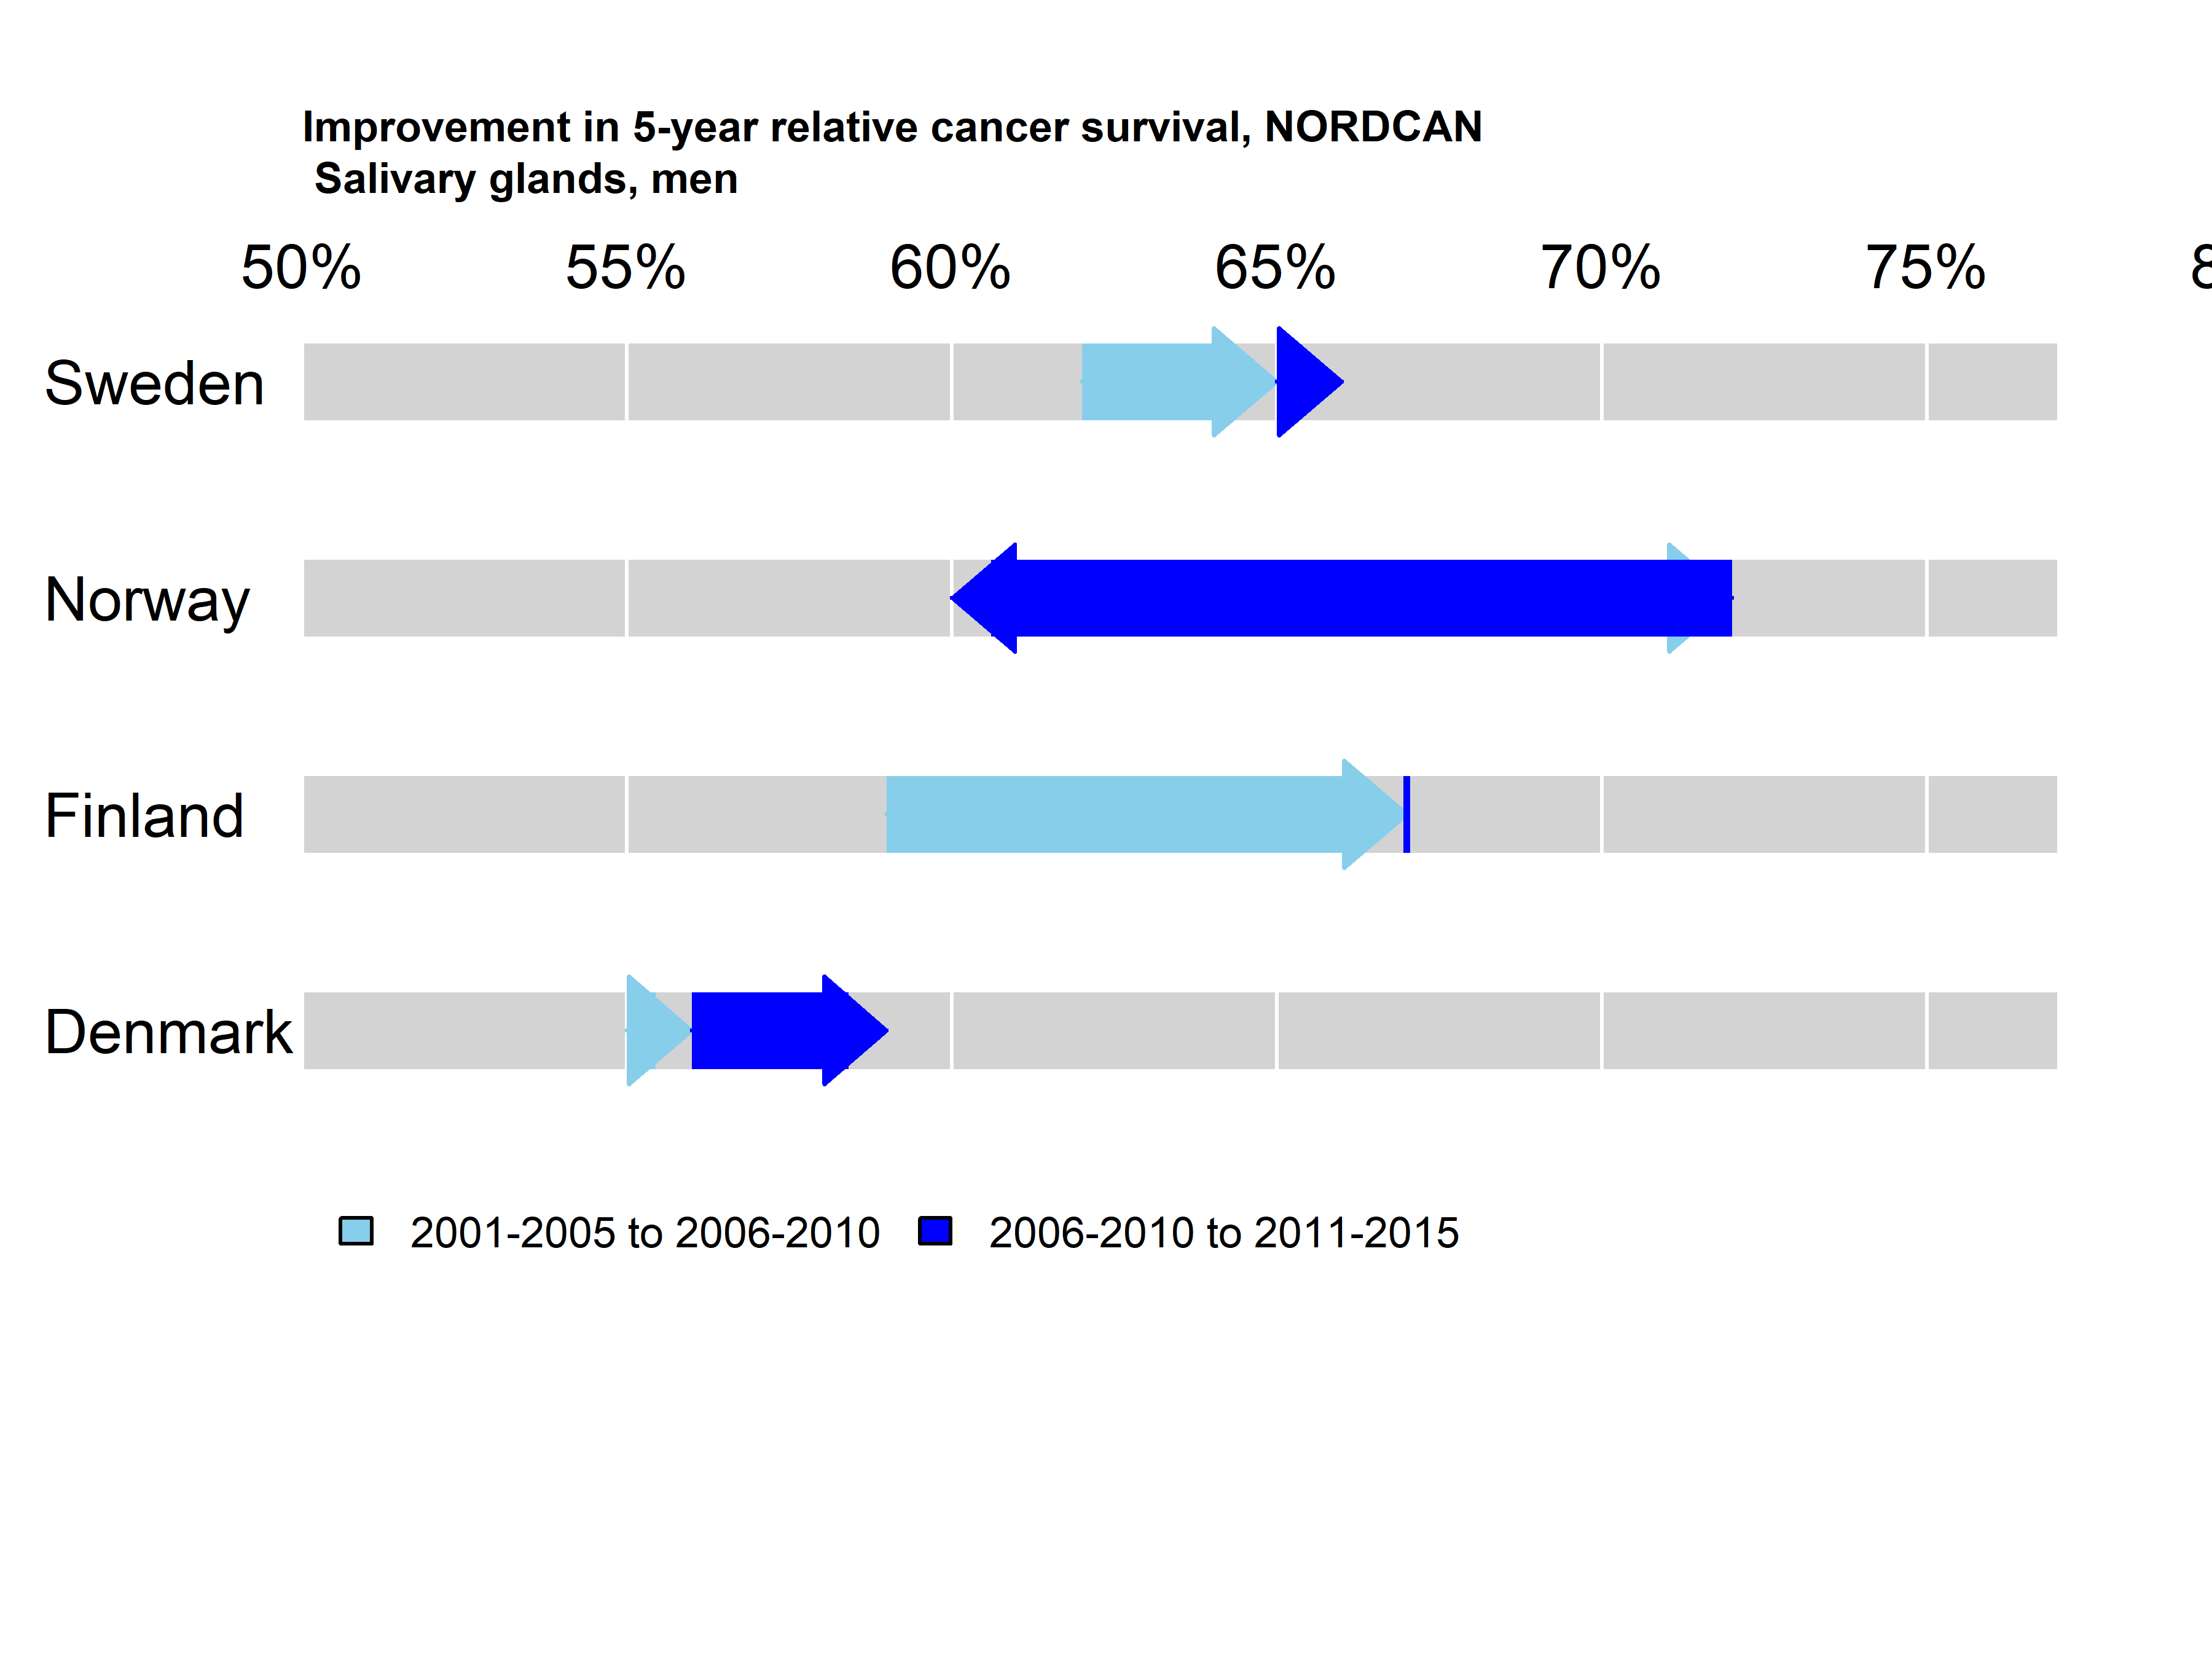 Improvement in 5-year relative cancer survival, NORDCAN
Salivary glands, men
50% 55% 60% 65% 70% 75%
Sweden
Norway
Finland
Denmark
2001-2005 to 2006-2010 2006-2010 to 2011-2015